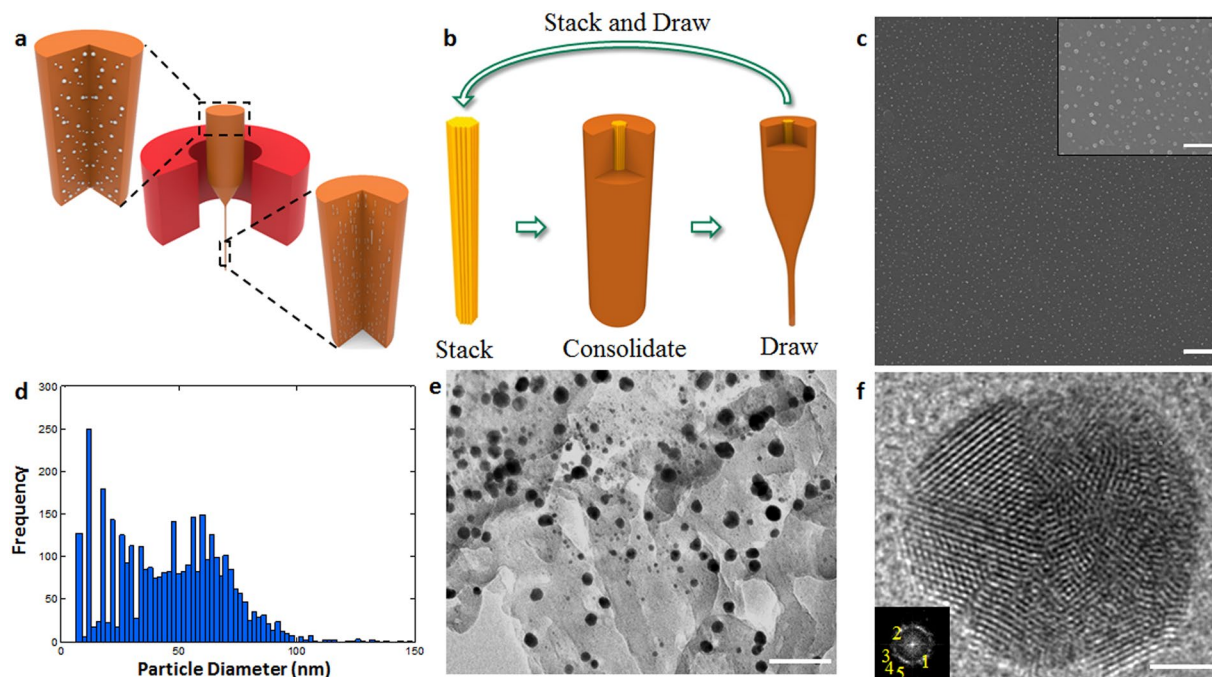 a
b
Stack and Draw
c
Stack
Consolidate
Draw
d
300
250
200
150
100
50
0
Frequency
0
50
100
150
Particle Diameter (nm)
e
f
2
3
4
5
1